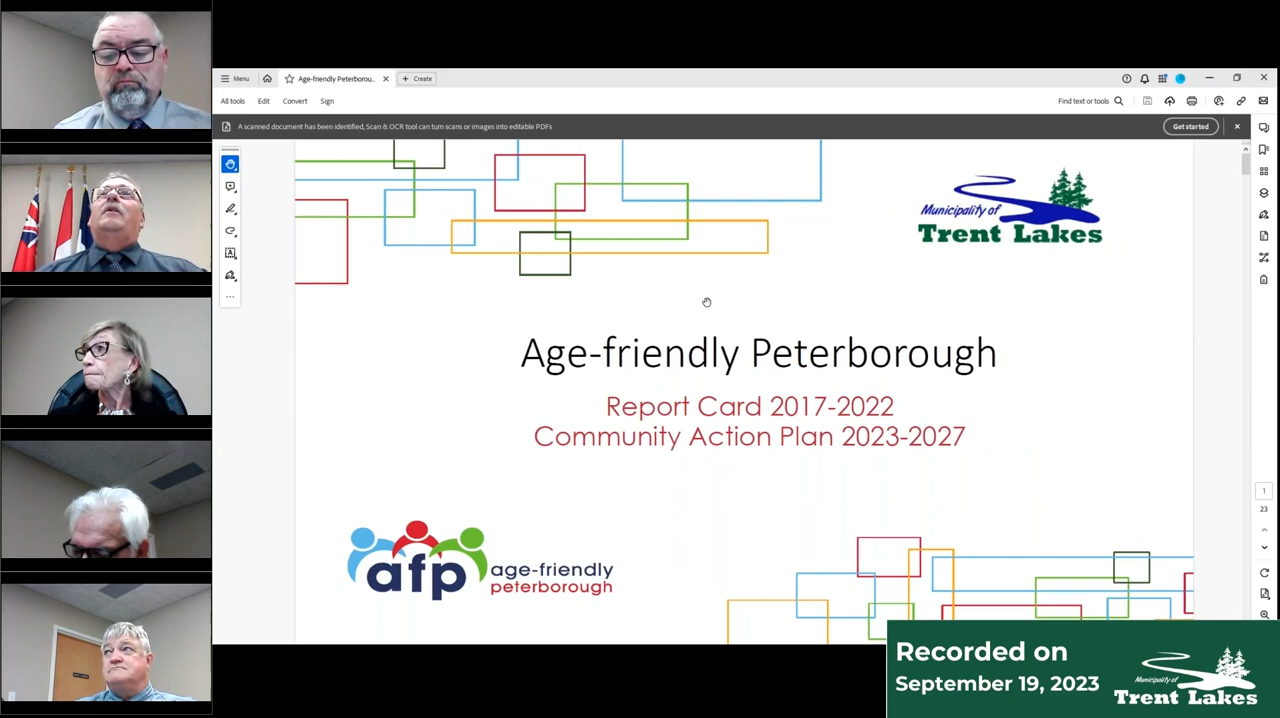 Menu
Age-friendly Peterborou...
Create
All tools
Edit
Convert
Sign
Find text or tools
A scanned document has been identified, Scan & OCR tool can turn scans or images into editable PDFs
Get started
Municipality of
Trent Lakes
Age-friendly Peterborough
Report Card 2017-2022
Community Action Plan 2023-2027
afp age-friendly
peterborough
1
23
Recorded on
September 19, 2023
Municipality of
Trent Lakes